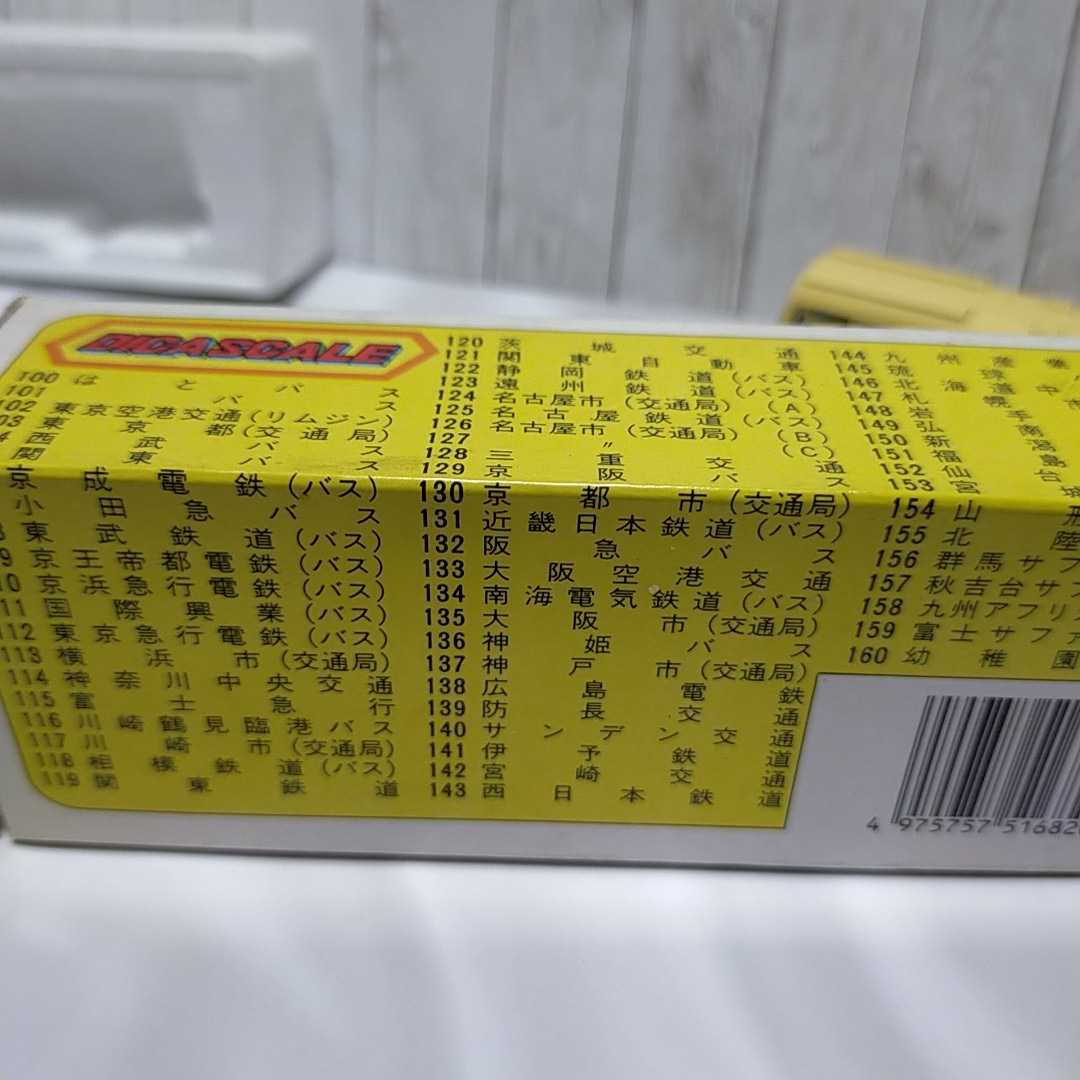 DICASCALE
100 はとバス
101 バス
102 東京空港交通(リムジン)
03 東京都(交通局)
4 西武バス
関東バス
京成電鉄(バス)
小田急バス
8 東武鉄道(バス)
09 京王帝都電鉄(バス)
10 京浜急行電鉄(バス)
111 国際興業(バス)
112 東京急行電鉄(バス)
113 横浜市(交通局)
114 神奈川中央交通
115 富士急行
116 川崎鶴見臨港バス
117 川崎市(交通局)
118 相模鉄道(バス)
119 関東鉄道
120 茨城交通
121 関東自動車
122 静岡鉄道(バス)
123 遠州鉄道(バス)
124 名古屋市(交通局)(A)
125 名古屋鉄道(バス)
126 名古屋市(交通局)(B)
127 〃 (C)
128 三重交通
129 京阪バス
130 京都市(交通局)
131 近畿日本鉄道(バス)
132 阪急バス
133 大阪空港交通
134 南海電気鉄道(バス)
135 大阪市(交通局)
136 神姫バス
137 神戸市(交通局)
138 広島電鉄
139 防長交通
140 サンデン交通
141 伊予鉄道
142 宮崎交通
143 西日本鉄道
144 九州産業
145 琉球
146 北海道中
147 札幌市
148 岩手
149 弘南
150 新潟
151 福島
152 仙台
153 宮城
154 山形
155 北陸
156 群馬サフ
157 秋吉台サフ
158 九州アフリカ
159 富士サファ
160 幼稚園
4 975757 51682